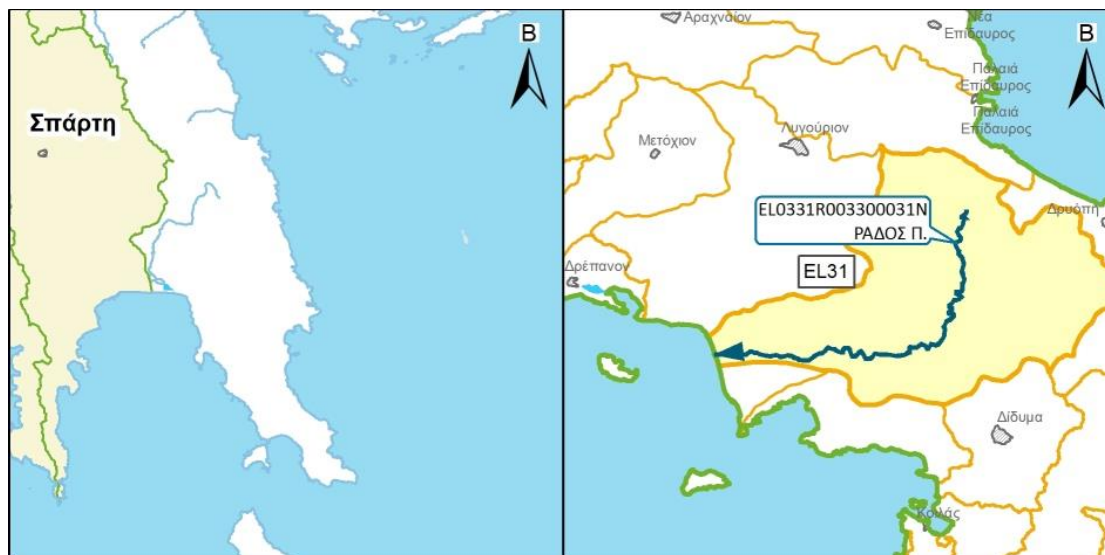 Β
Σπάρτη
Αραχναίον
Νέα
Επίδαυρος
Β
Παλαιά
Επίδαυρος
Παλαιά
Επίδαυρος
Λυγούριον
Μετόχιον
EL0331R003300031N
ΡΑΔΟΣ Π.
Δρυόπη
EL31
Δρέπανον
Δίδυμα
Κοιλάς